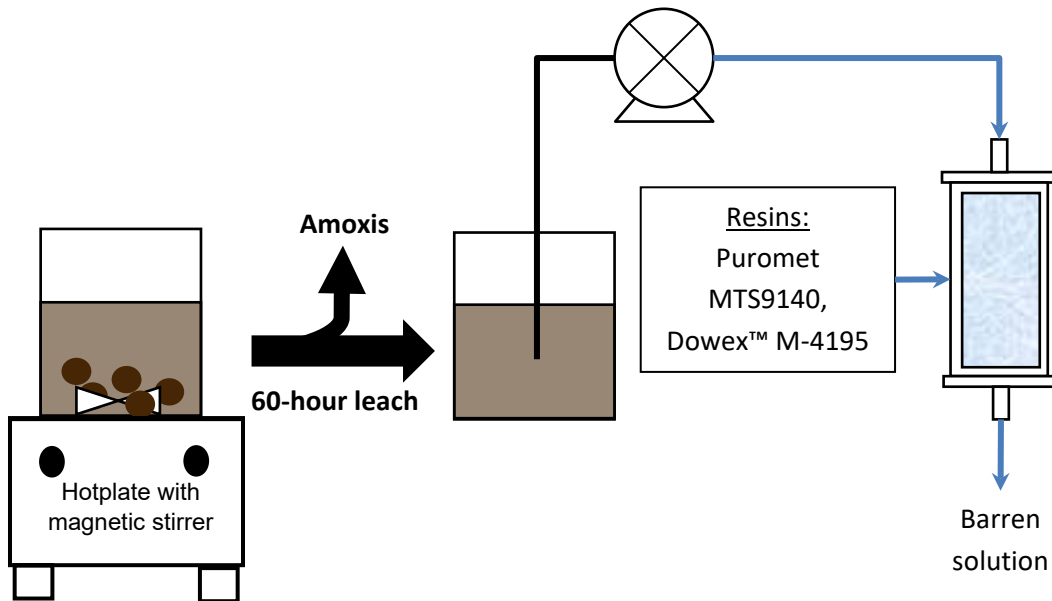 Amoxis
60-hour leach
Hotplate with
magnetic stirrer
Resins:
Puromet
MTS9140,
Dowex™ M-4195
Barren
solution